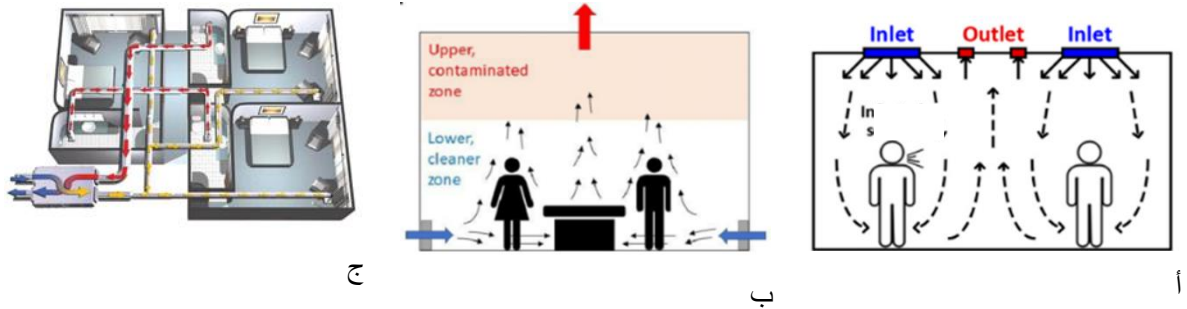 Upper,
contaminated
zone
Lower,
cleaner
zone
Inlet
Outlet
Inlet
ج
ب
أ